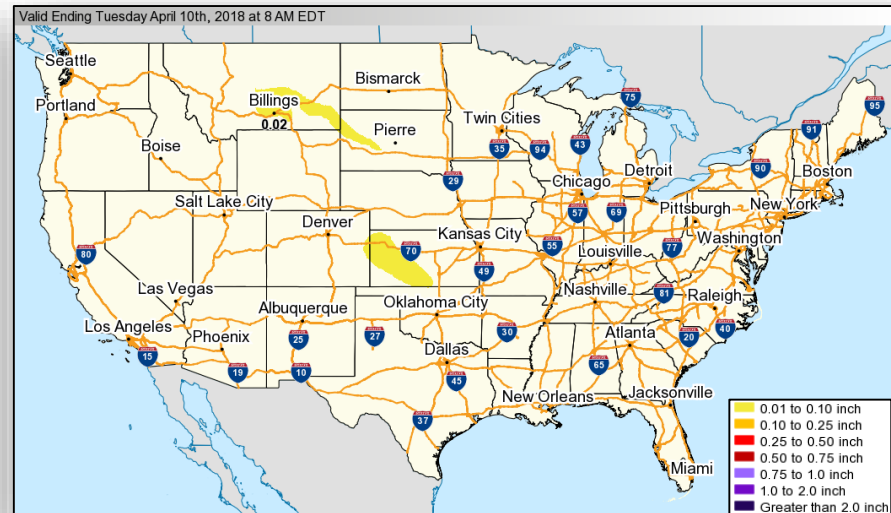 Valid Ending Tuesday April 10th, 2018 at 8 AM EDT
Seattle
Portland
Billings
0.02
Bismarck
Pierre
Boise
Twin Cities
75
95
91
35
94
43
90
Boston
29
Chicago
Detroit
Salt Lake City
57
69
Pittsburgh
New York
Denver
80
70
Kansas City
55
77
Washington
49
Louisville
Las Vegas
81
Albuquerque
Oklahoma City
Nashville
Raleigh
Los Angeles
Phoenix
25
27
30
20
40
15
Atlanta
Dallas
19
10
45
65
New Orleans
Jacksonville
37
Miami
0.01 to 0.10 inch
0.10 to 0.25 inch
0.25 to 0.50 inch
0.50 to 0.75 inch
0.75 to 1.0 inch
1.0 to 2.0 inch
Greater than 2.0 inch